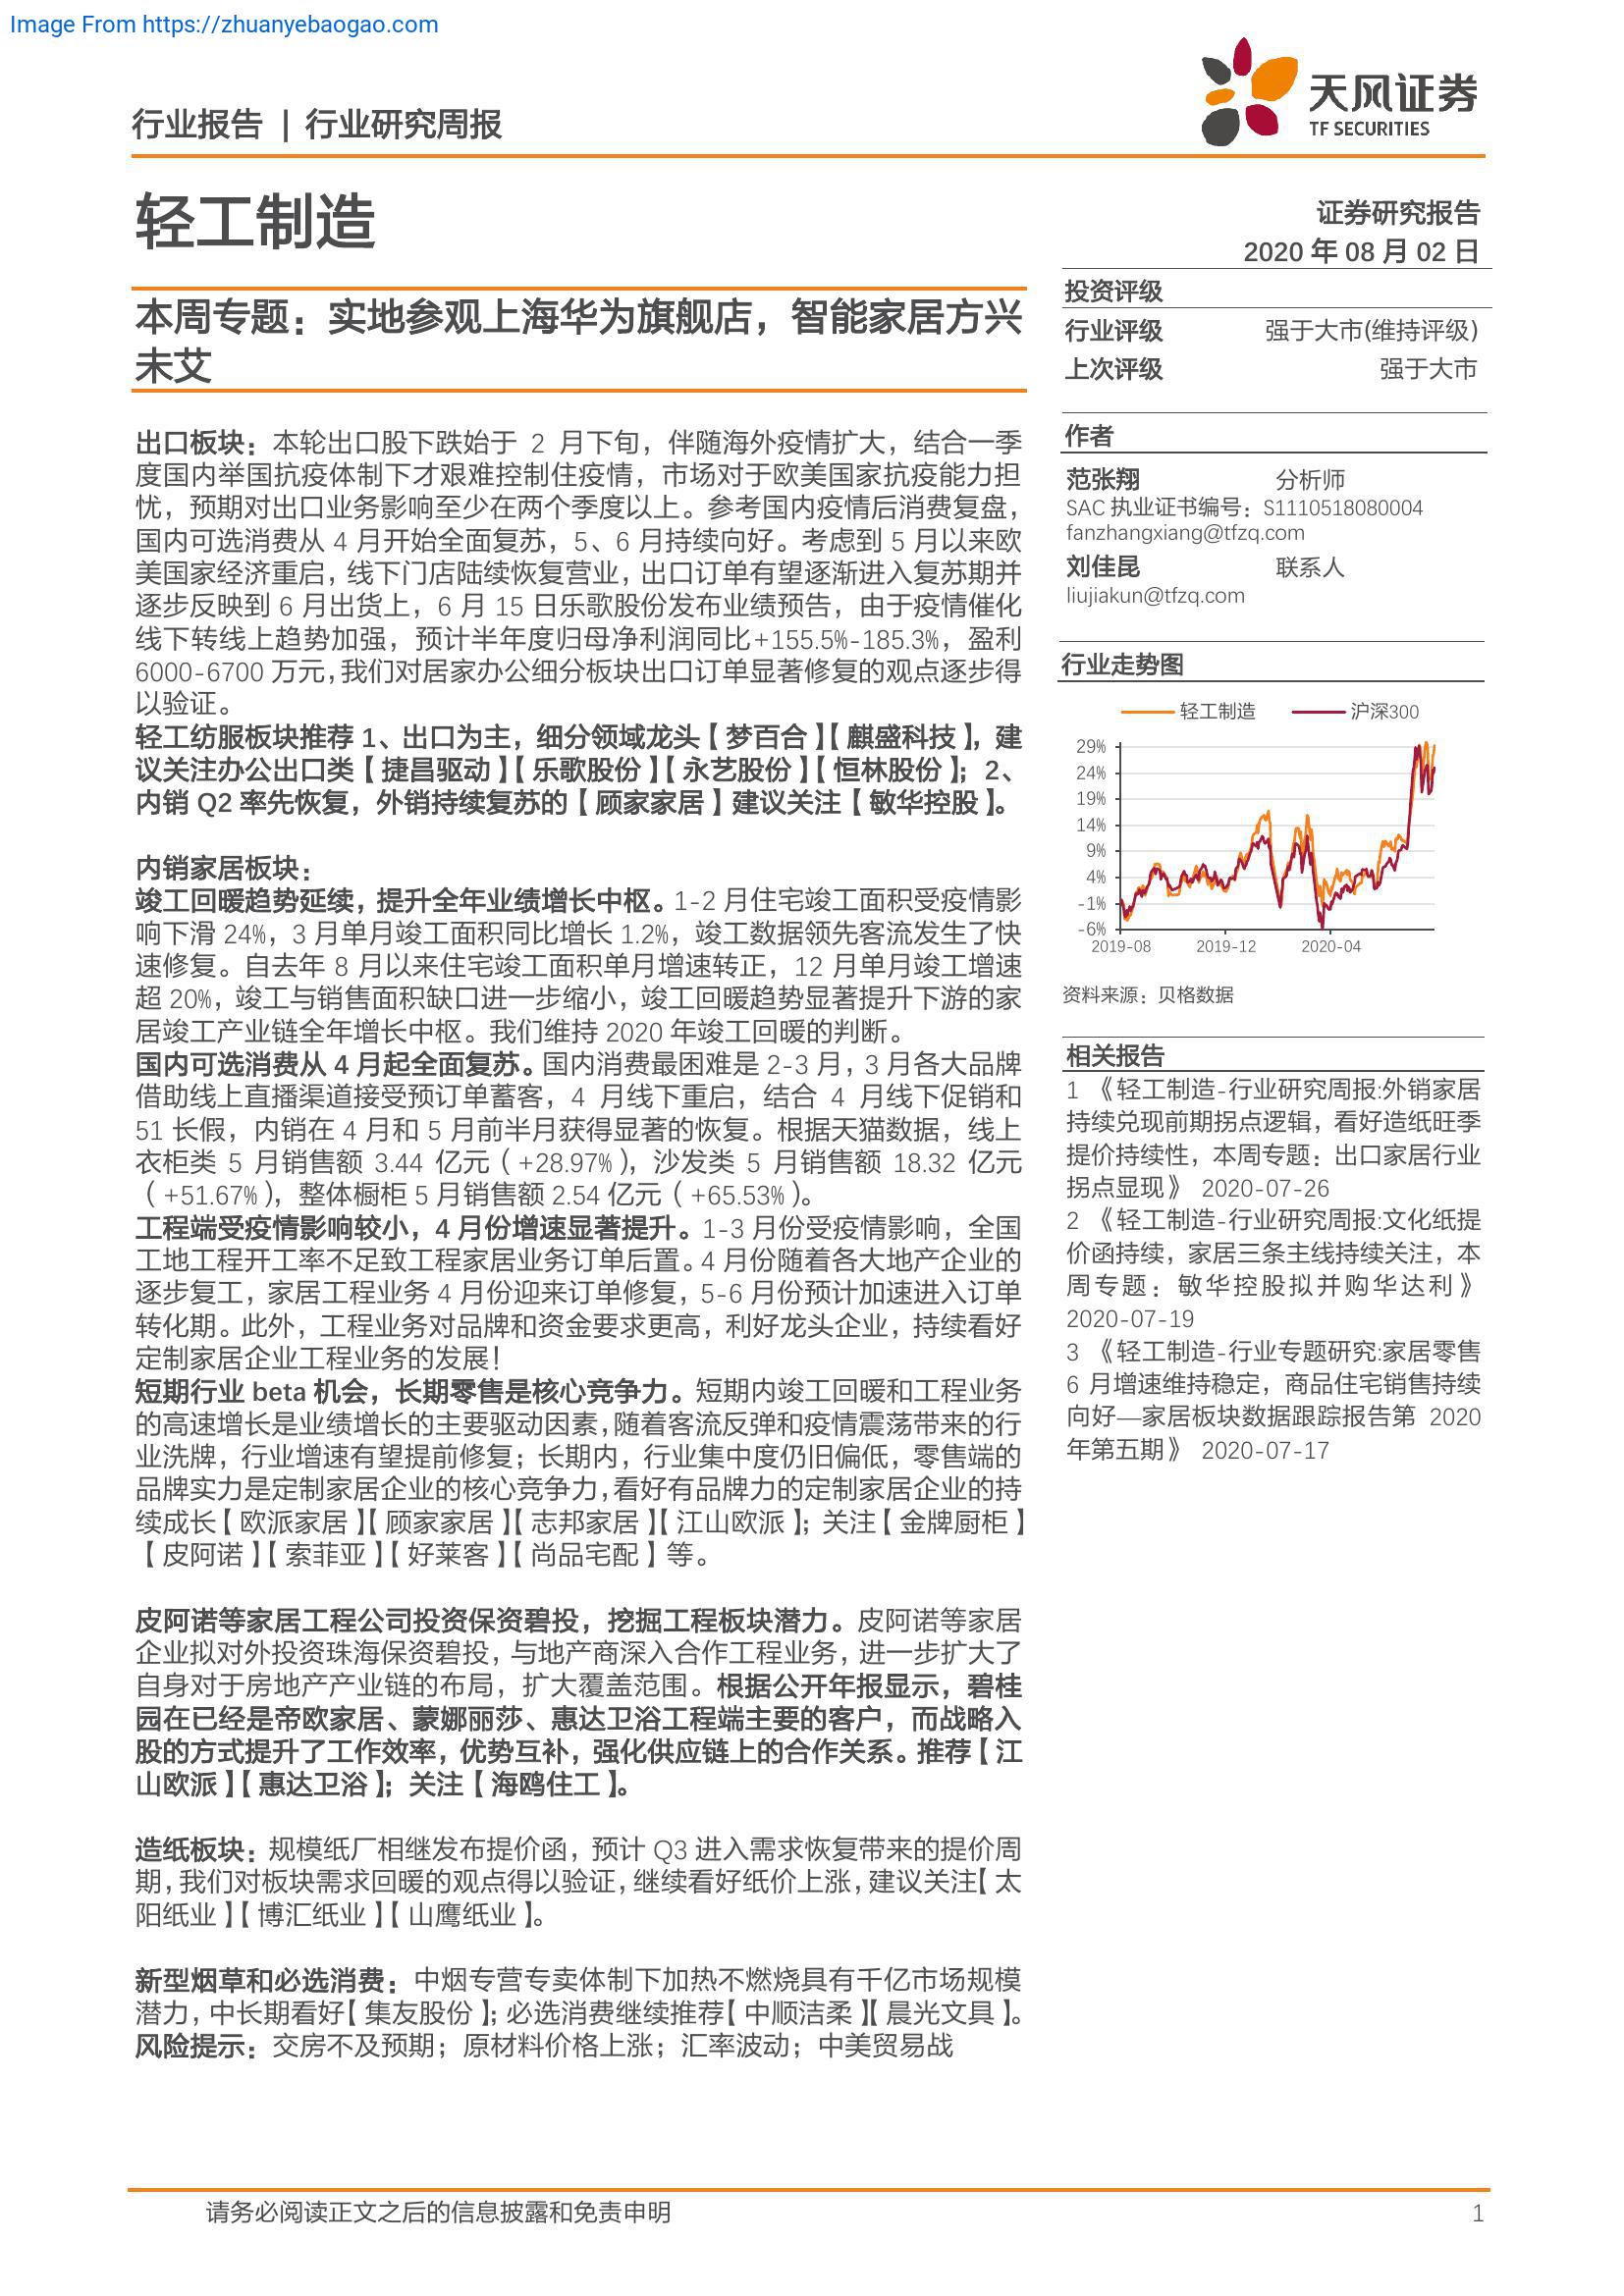 Image From https://zhuanyebaogao.com
行业报告 | 行业研究周报
天风证券
TF SECURITIES
轻工制造
证券研究报告
2020 年 08 月 02 日
本周专题：实地参观上海华为旗舰店，智能家居方兴
未艾
出口板块：本轮出口股下跌始于 2 月下旬，伴随海外疫情扩大，结合一季
度国内举国抗疫体制下才艰难控制住疫情，市场对于欧美国家抗疫能力担
忧，预期对出口业务影响至少在两个季度以上。参考国内疫情后消费复盘，
国内可选消费从 4 月开始全面复苏，5、6 月持续向好。考虑到 5 月以来欧
美国家经济重启，线下门店陆续恢复营业，出口订单有望逐渐进入复苏期并
逐步反映到 6 月出货上，6 月 15 日乐歌股份发布业绩预告，由于疫情催化
线下转线上趋势加强，预计半年度归母净利润同比+155.5%-185.3%，盈利
6000-6700 万元，我们对居家办公细分板块出口订单显著修复的观点逐步得
以验证。
轻工纺服板块推荐 1、出口为主，细分领域龙头【梦百合】【麒盛科技】，建
议关注办公出口类【捷昌驱动】【乐歌股份】【永艺股份】【恒林股份】；2、
内销 Q2 率先恢复，外销持续复苏的【顾家家居】建议关注【敏华控股】。
内销家居板块：
竣工回暖趋势延续，提升全年业绩增长中枢。1-2 月住宅竣工面积受疫情影
响下滑 24%，3 月单月竣工面积同比增长 1.2%，竣工数据领先客流发生了快
速修复。自去年 8 月以来住宅竣工面积单月增速转正，12 月单月竣工增速
超 20%，竣工与销售面积缺口进一步缩小，竣工回暖趋势显著提升下游的家
居竣工产业链全年增长中枢。我们维持 2020 年竣工回暖的判断。
国内可选消费从 4 月起全面复苏。国内消费最困难是 2-3 月，3 月各大品牌
借助线上直播渠道接受预订单蓄客，4 月线下重启，结合 4 月线下促销和
51 长假，内销在 4 月和 5 月前半月获得显著的恢复。根据天猫数据，线上
衣柜类 5 月销售额 3.44 亿元（+28.97%），沙发类 5 月销售额 18.32 亿元
（+51.67%），整体橱柜 5 月销售额 2.54 亿元（+65.53%）。
工程端受疫情影响较小，4 月份增速显著提升。1-3 月份受疫情影响，全国
工地工程开工率不足致工程家居业务订单后置。4 月份随着各大地产企业的
逐步复工，家居工程业务 4 月份迎来订单修复，5-6 月份预计加速进入订单
转化期。此外，工程业务对品牌和资金要求更高，利好龙头企业，持续看好
定制家居企业工程业务的发展！
短期行业 beta 机会，长期零售是核心竞争力。短期内竣工回暖和工程业务
的高速增长是业绩增长的主要驱动因素，随着客流反弹和疫情震荡带来的行
业洗牌，行业增速有望提前修复；长期内，行业集中度仍旧偏低，零售端的
品牌实力是定制家居企业的核心竞争力，看好有品牌力的定制家居企业的持
续成长【欧派家居】【顾家家居】【志邦家居】【江山欧派】；关注【金牌厨柜】
【皮阿诺】【索菲亚】【好莱客】【尚品宅配】等。
皮阿诺等家居工程公司投资保资碧投，挖掘工程板块潜力。皮阿诺等家居
企业拟对外投资珠海保资碧投，与地产商深入合作工程业务，进一步扩大了
自身对于房地产产业链的布局，扩大覆盖范围。根据公开年报显示，碧桂
园在已经是帝欧家居、蒙娜丽莎、惠达卫浴工程端主要的客户，而战略入
股的方式提升了工作效率，优势互补，强化供应链上的合作关系。推荐【江
山欧派】【惠达卫浴】；关注【海鸥住工】。
造纸板块：规模纸厂相继发布提价函，预计 Q3 进入需求恢复带来的提价周
期，我们对板块需求回暖的观点得以验证，继续看好纸价上涨，建议关注【太
阳纸业】【博汇纸业】【山鹰纸业】。
新型烟草和必选消费：中烟专营专卖体制下加热不燃烧具有千亿市场规模
潜力，中长期看好【集友股份】；必选消费继续推荐【中顺洁柔】【晨光文具】。
风险提示：交房不及预期；原材料价格上涨；汇率波动；中美贸易战
投资评级
行业评级 强于大市(维持评级)
上次评级 强于大市
作者
范张翔 分析师
SAC 执业证书编号：S1110518080004
fanzhangxiang@tfzq.com
刘佳昆 联系人
liujiakun@tfzq.com
行业走势图
轻工制造 沪深300
29%
24%
19%
14%
9%
4%
-1%
-6%
2019-08 2019-12 2020-04
资料来源：贝格数据
相关报告
1 《轻工制造-行业研究周报:外销家居
持续兑现前期拐点逻辑，看好造纸旺季
提价持续性，本周专题：出口家居行业
拐点显现》 2020-07-26
2 《轻工制造-行业研究周报:文化纸提
价函持续，家居三条主线持续关注，本
周专题：敏华控股拟并购华达利》
2020-07-19
3 《轻工制造-行业专题研究:家居零售
6 月增速维持稳定，商品住宅销售持续
向好—家居板块数据跟踪报告第 2020
年第五期》 2020-07-17
请务必阅读正文之后的信息披露和免责申明
1